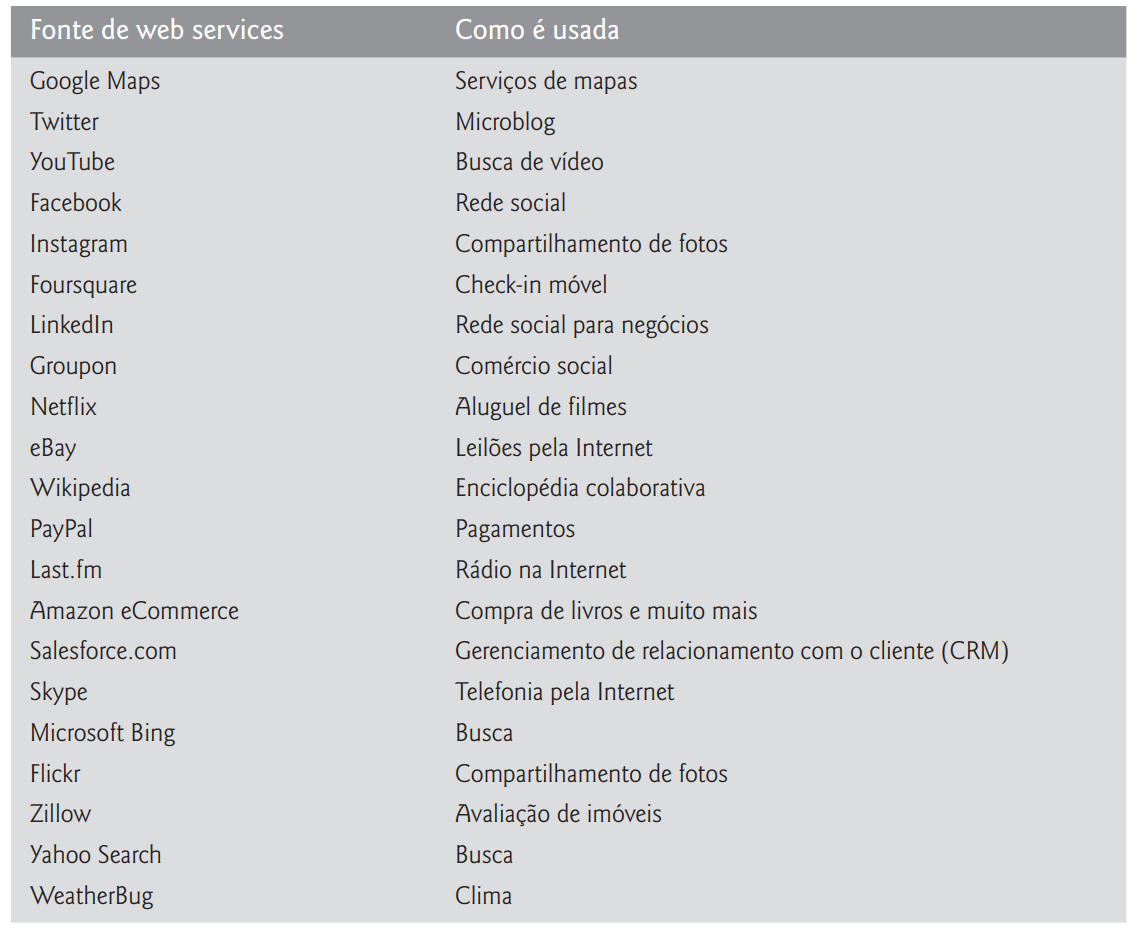 Fonte de web services Como é usada
Google Maps Serviços de mapas
Twitter Microblog
YouTube Busca de vídeo
Facebook Rede social
Instagram Compartilhamento de fotos
Foursquare Check-in móvel
LinkedIn Rede social para negócios
Groupon Comércio social
Netflix Aluguel de filmes
eBay Leilões pela Internet
Wikipedia Enciclopédia colaborativa
PayPal Pagamentos
Last.fm Rádio na Internet
Amazon eCommerce Compra de livros e muito mais
Salesforce.com Gerenciamento de relacionamento com o cliente (CRM)
Skype Telefonia pela Internet
Microsoft Bing Busca
Flickr Compartilhamento de fotos
Zillow Avaliação de imóveis
Yahoo Search Busca
WeatherBug Clima